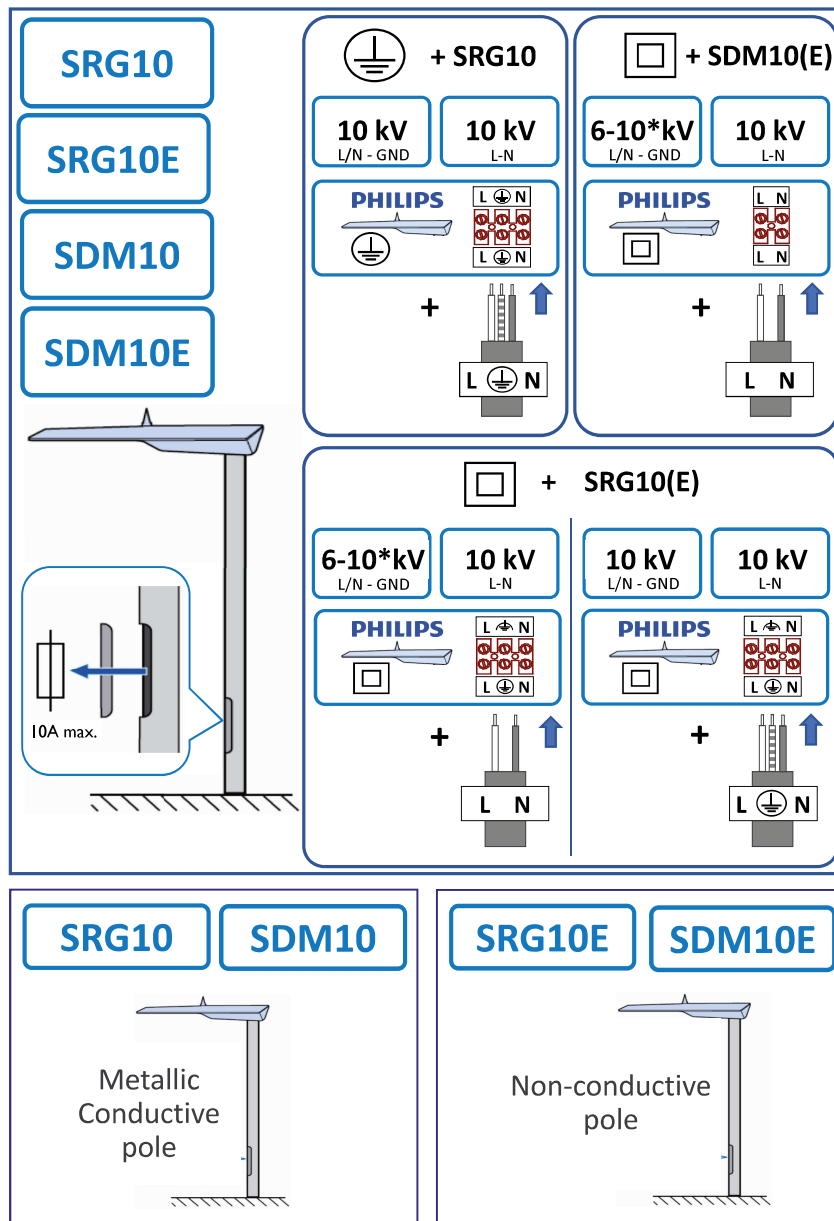 SRG10
SRG10E
SDM10
SDM10E
10A max.
+ SRG10
10 kV
L/N - GND
10 kV
L-N
PHILIPS
L N
L N
+
L N
+ SDM10(E)
6-10*kV
L/N - GND
10 kV
L-N
PHILIPS
L N
L N
+
L N
+ SRG10(E)
6-10*kV
L/N - GND
10 kV
L-N
PHILIPS
L N
L N
+
L N
10 kV
L/N - GND
10 kV
L-N
PHILIPS
L N
L N
+
L N
SRG10 SDM10
Metallic
Conductive
pole
SRG10E SDM10E
Non-conductive
pole